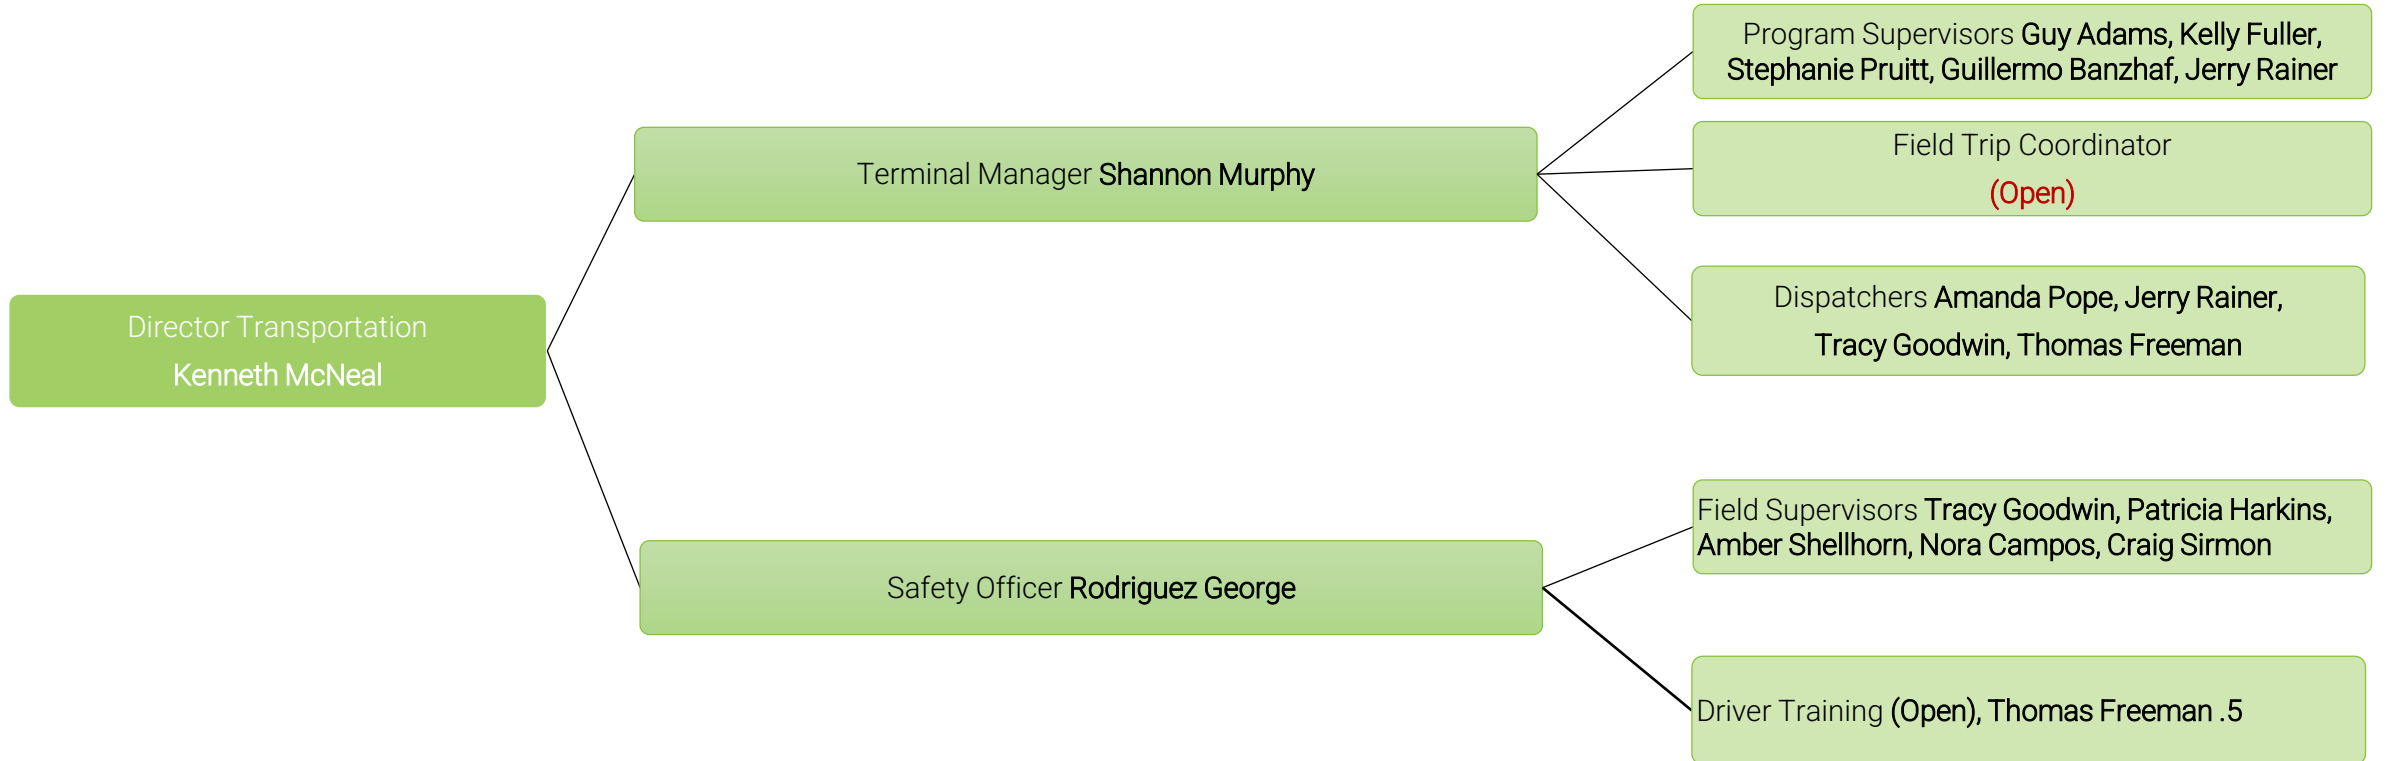 Program Supervisors Guy Adams, Kelly Fuller,
Stephanie Pruitt, Guillermo Banzhaf, Jerry Rainer
Terminal Manager Shannon Murphy
Field Trip Coordinator
(Open)
Dispatchers Amanda Pope, Jerry Rainer,
Tracy Goodwin, Thomas Freeman
Director Transportation
Kenneth McNeal
Field Supervisors Tracy Goodwin, Patricia Harkins,
Amber Shellhorn, Nora Campos, Craig Sirmon
Safety Officer Rodriguez George
Driver Training (Open), Thomas Freeman .5